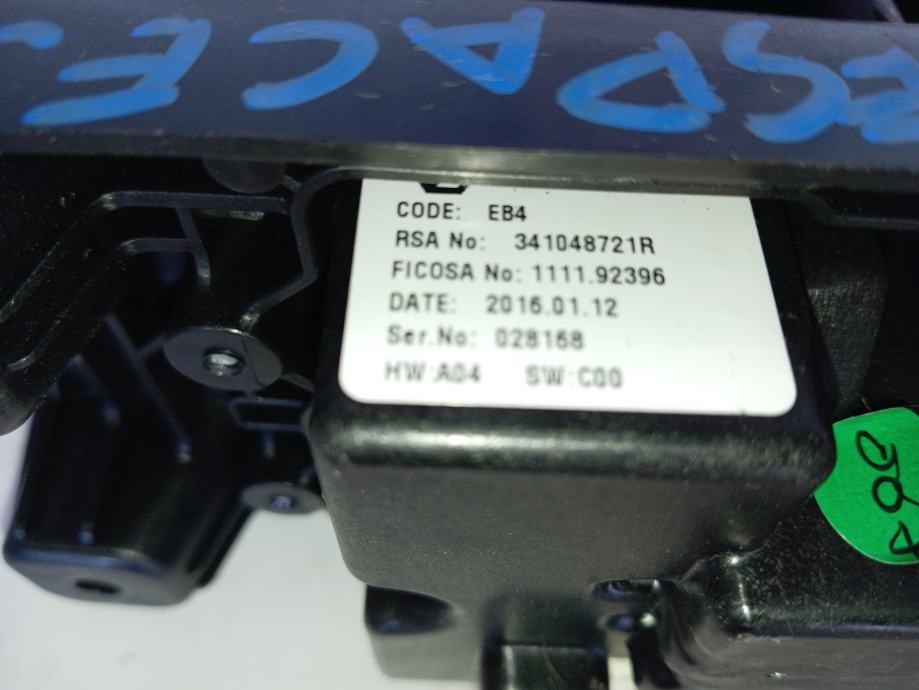 ESPACE
CODE: EB4
RSA No: 341048721R
FICOSA No: 1111.92396
DATE: 2016.01.12
Ser.No: 028168
HW:A04 SW:C00